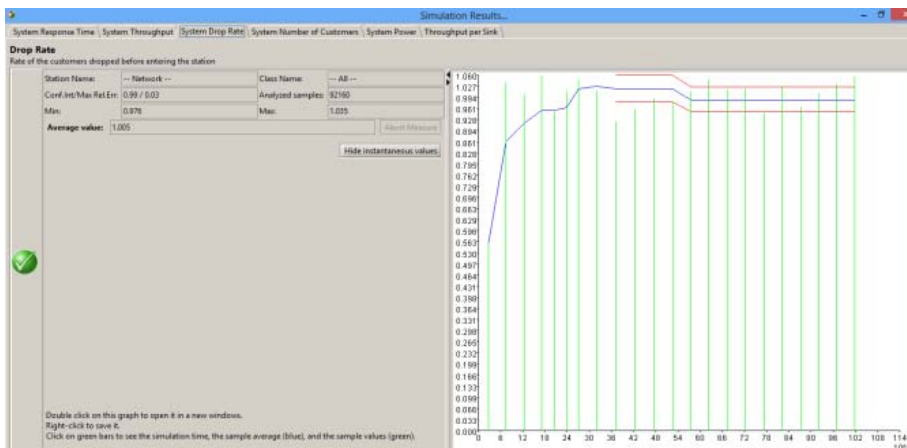 Simulation Results...
System Response Time System Throughput System Drop Rate System Number of Customers System Power Throughput per Sink
Drop Rate
Rate of the customers dropped before entering the station
Station Name: -- Network -- Class Name: -- All --
Conf.Int/Max Rel.Err: 0.99 / 0.03 Analyzed samples: 92160
Min: 0.976 Max: 1.035
Average value: 1.005 Abort Measure
Hide instantaneous values
Double click on this graph to open it in a new windows.
Right-click to save it.
Click on green bars to see the simulation time, the sample average (blue), and the sample values (green).
1.060
1.027
0.994
0.961
0.928
0.894
0.861
0.828
0.795
0.762
0.729
0.696
0.663
0.629
0.596
0.563
0.530
0.497
0.464
0.431
0.398
0.364
0.331
0.298
0.265
0.232
0.199
0.166
0.133
0.099
0.066
0.033
0.000
0 6 12 18 24 30 36 42 48 54 60 66 72 78 84 90 96 102 108 114